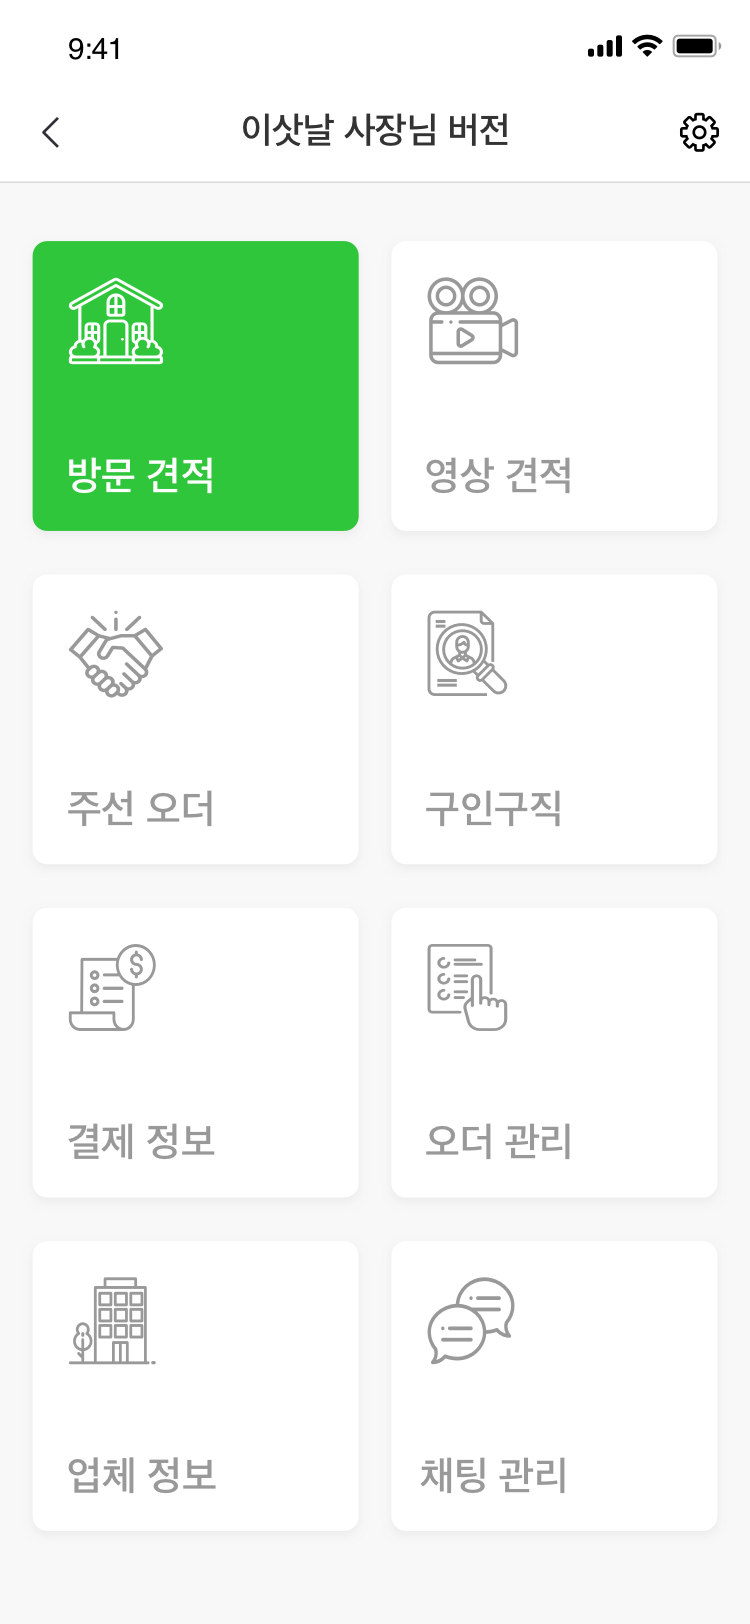 9:41
이삿날 사장님 버전
방문 견적
영상 견적
주선 오더
구인구직
$
결제 정보
오더 관리
업체 정보
채팅 관리